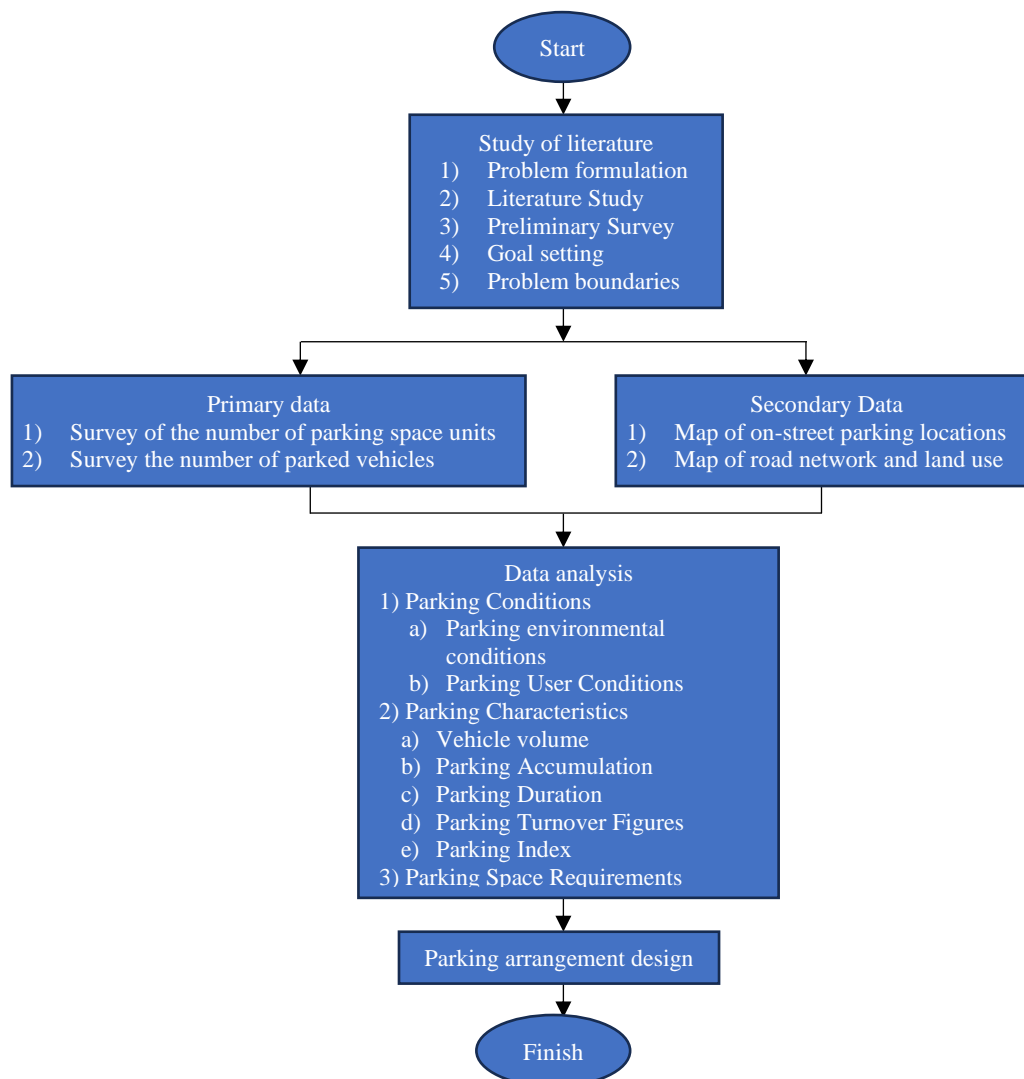 Start
Study of literature
1) Problem formulation
2) Literature Study
3) Preliminary Survey
4) Goal setting
5) Problem boundaries
Primary data
1) Survey of the number of parking space units
2) Survey the number of parked vehicles
Secondary Data
1) Map of on-street parking locations
2) Map of road network and land use
Data analysis
1) Parking Conditions
a) Parking environmental
conditions
b) Parking User Conditions
2) Parking Characteristics
a) Vehicle volume
b) Parking Accumulation
c) Parking Duration
d) Parking Turnover Figures
e) Parking Index
3) Parking Space Requirements
Parking arrangement design
Finish